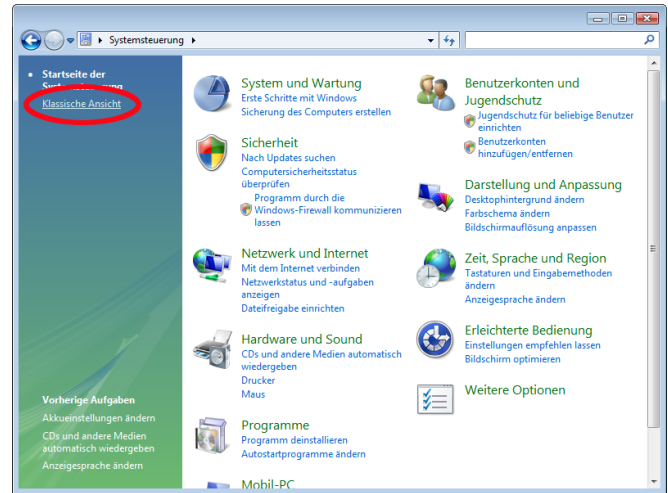 Systemsteuerung
Startseite der
Systemsteuerung
Klassische Ansicht
System und Wartung
Erste Schritte mit Windows
Sicherung des Computers erstellen
Sicherheit
Nach Updates suchen
Computersicherheitsstatus
überprüfen
Programm durch die
Windows-Firewall kommunizieren
lassen
Netzwerk und Internet
Mit dem Internet verbinden
Netzwerkstatus und -aufgaben
anzeigen
Dateifreigabe einrichten
Hardware und Sound
CDs und andere Medien automatisch
wiedergeben
Drucker
Maus
Programme
Programm deinstallieren
Autostartprogramme ändern
Mobil-PC
Benutzerkonten und
Jugendschutz
Jugendschutz für beliebige Benutzer
einrichten
Benutzerkonten
hinzufügen/entfernen
Darstellung und Anpassung
Desktophintergrund ändern
Farbschema ändern
Bildschirmauflösung anpassen
Zeit, Sprache und Region
Tastaturen und Eingabemethoden
ändern
Anzeigesprache ändern
Erleichterte Bedienung
Einstellungen empfehlen lassen
Bildschirm optimieren
Weitere Optionen
Vorherige Aufgaben
Akkueinstellungen ändern
CDs und andere Medien
automatisch wiedergeben
Anzeigesprache ändern